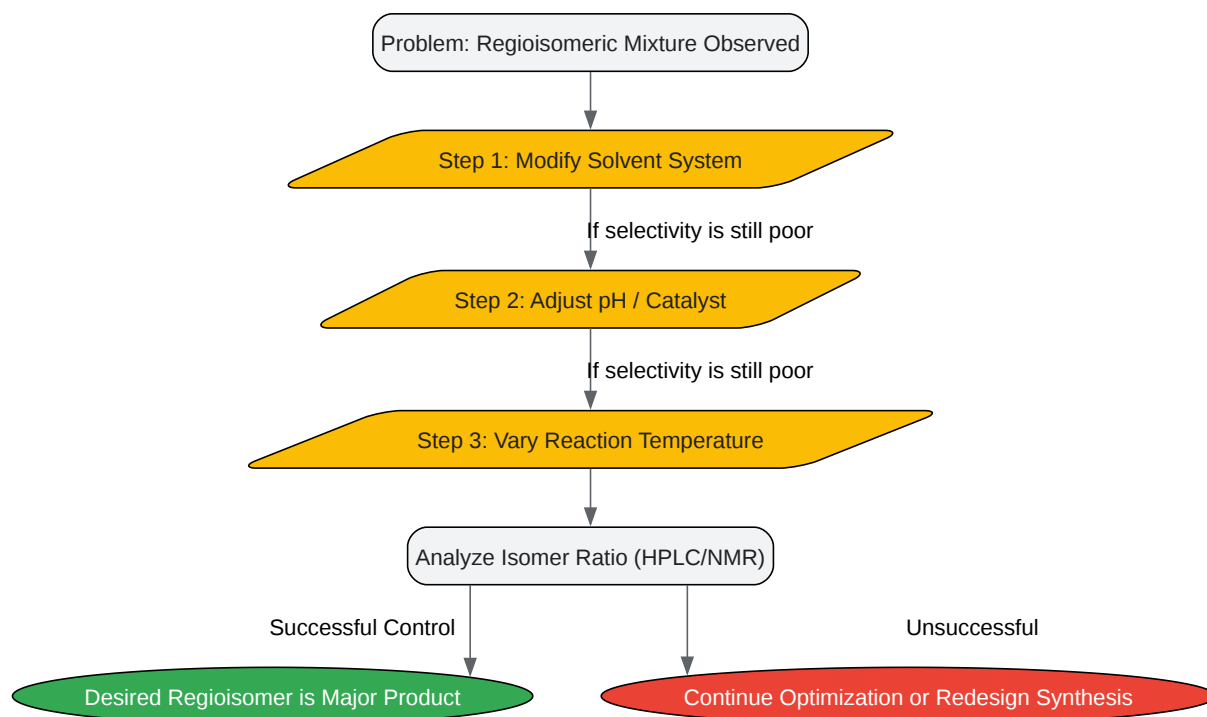 Problem: Regioisomeric Mixture Observed
Step 1: Modify Solvent System
If selectivity is still poor
Step 2: Adjust pH / Catalyst
If selectivity is still poor
Step 3: Vary Reaction Temperature
Analyze Isomer Ratio (HPLC/NMR)
Successful Control
Unsuccessful
Desired Regioisomer is Major Product
Continue Optimization or Redesign Synthesis